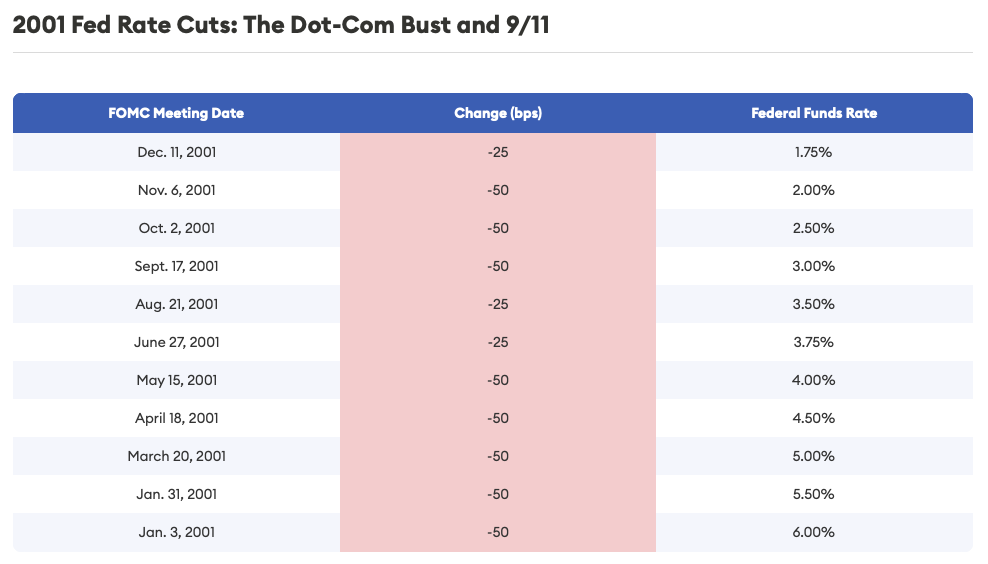 2001 Fed Rate Cuts: The Dot-Com Bust and 9/11
FOMC Meeting Date Change (bps) Federal Funds Rate
Dec. 11, 2001 -25 1.75%
Nov. 6, 2001 -50 2.00%
Oct. 2, 2001 -50 2.50%
Sept. 17, 2001 -50 3.00%
Aug. 21, 2001 -25 3.50%
June 27, 2001 -25 3.75%
May 15, 2001 -50 4.00%
April 18, 2001 -50 4.50%
March 20, 2001 -50 5.00%
Jan. 31, 2001 -50 5.50%
Jan. 3, 2001 -50 6.00%